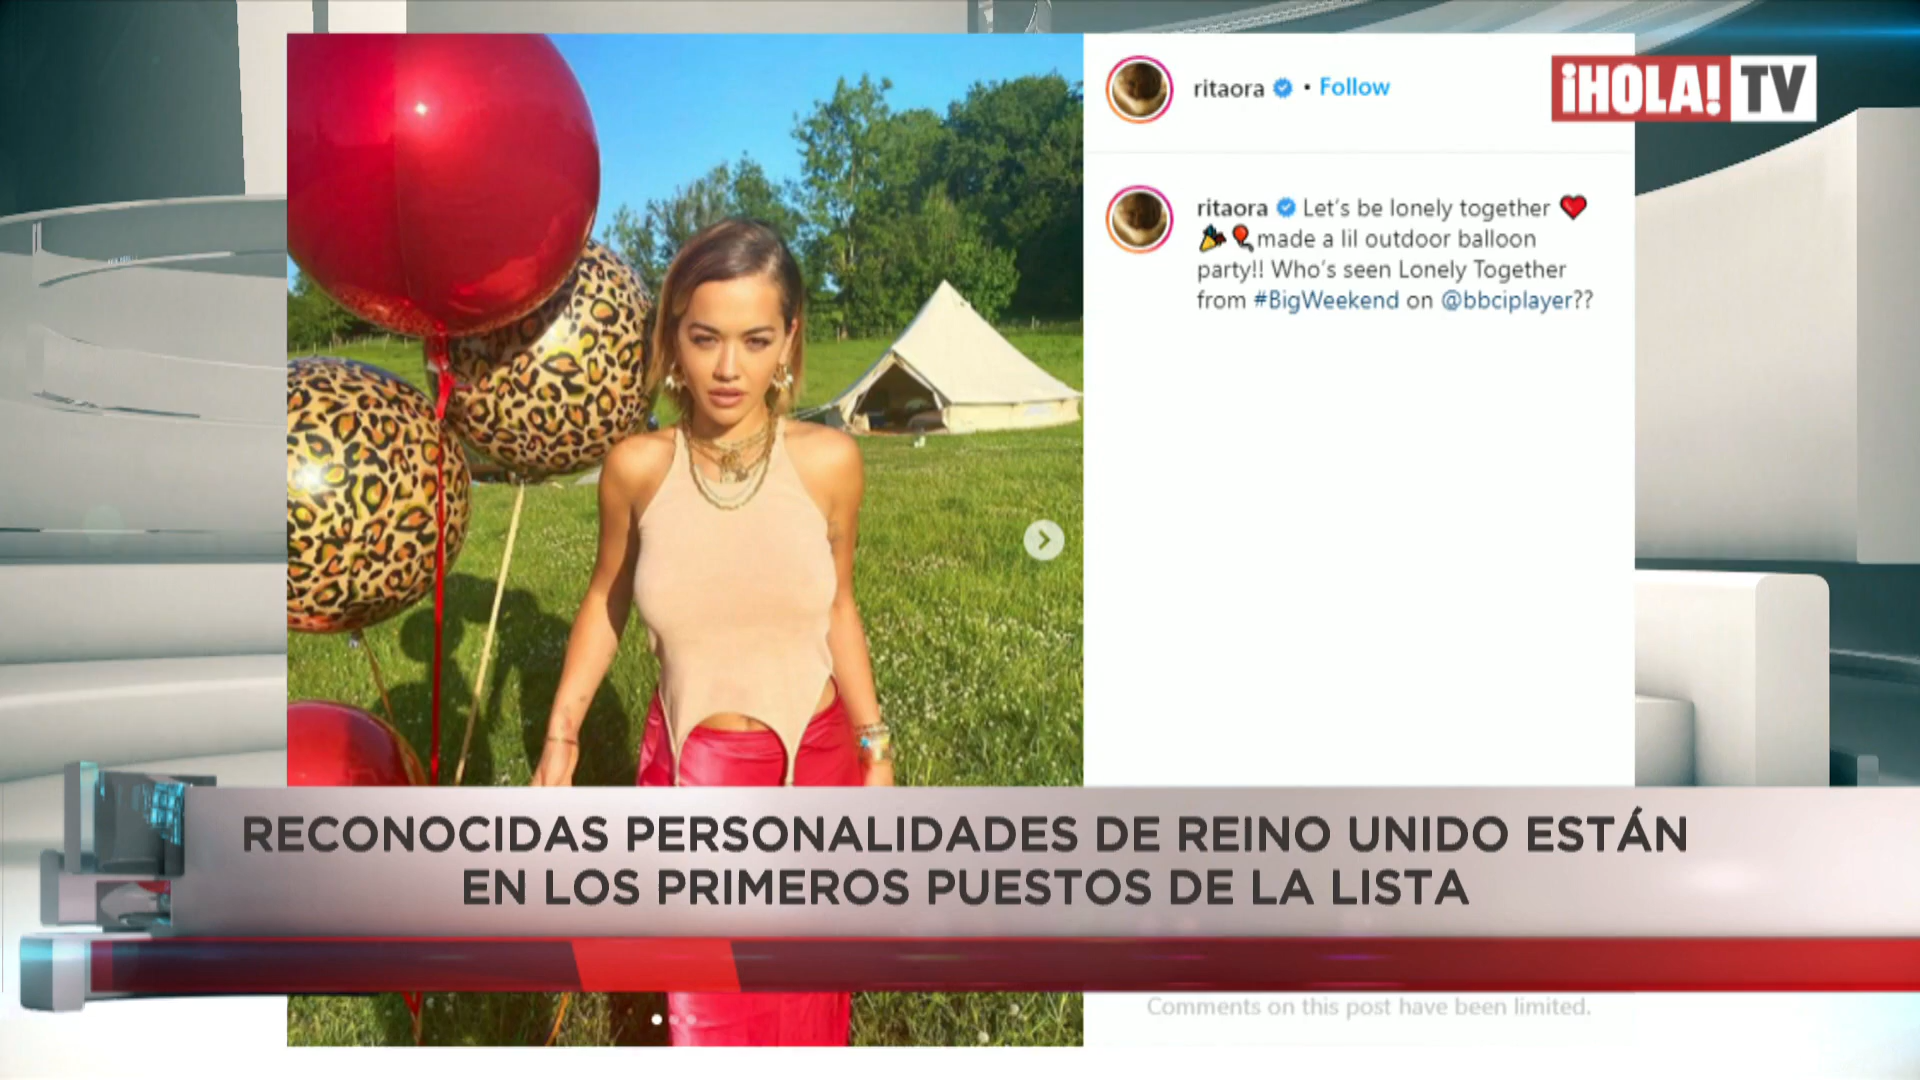 ¡HOLA! TV
ritaora • Follow
ritaora Let's be lonely together ❤️
🎉🎈made a lil outdoor balloon
party!! Who's seen Lonely Together
from #BigWeekend on @bbciplayer??
RECONOCIDAS PERSONALIDADES DE REINO UNIDO ESTÁN
EN LOS PRIMEROS PUESTOS DE LA LISTA
Comments on this post have been limited.